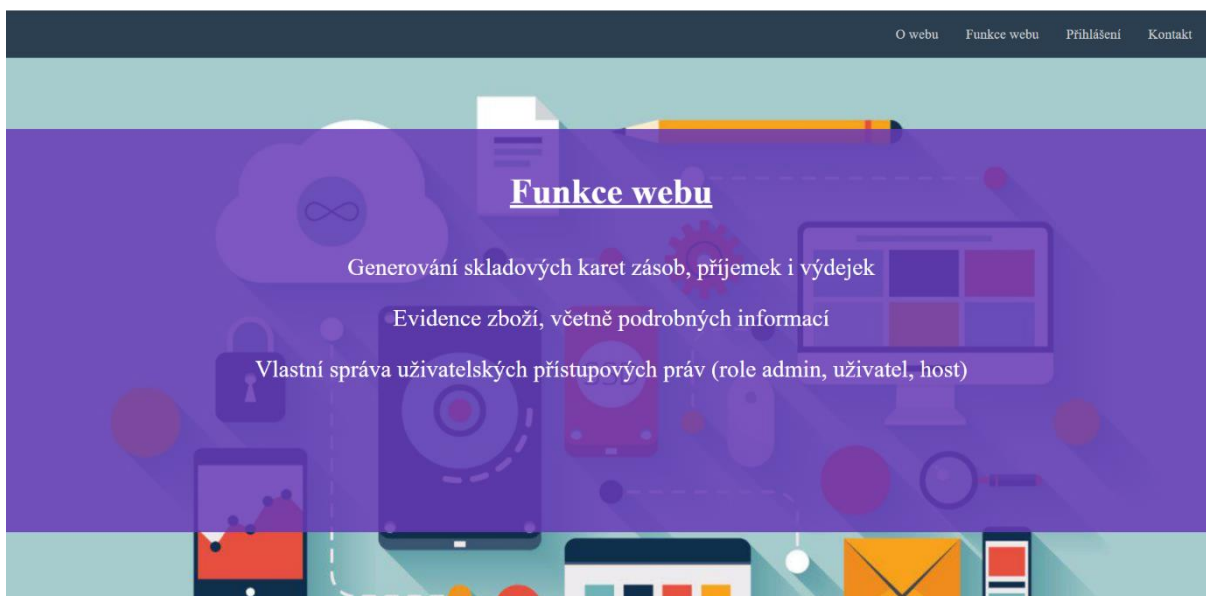 O webu Funkce webu Přihlášení Kontakt
Funkce webu
Generování skladových karet zásob, příjemek i výdejek
Evidence zboží, včetně podrobných informací
Vlastní správa uživatelských přístupových práv (role admin, uživatel, host)
SSD